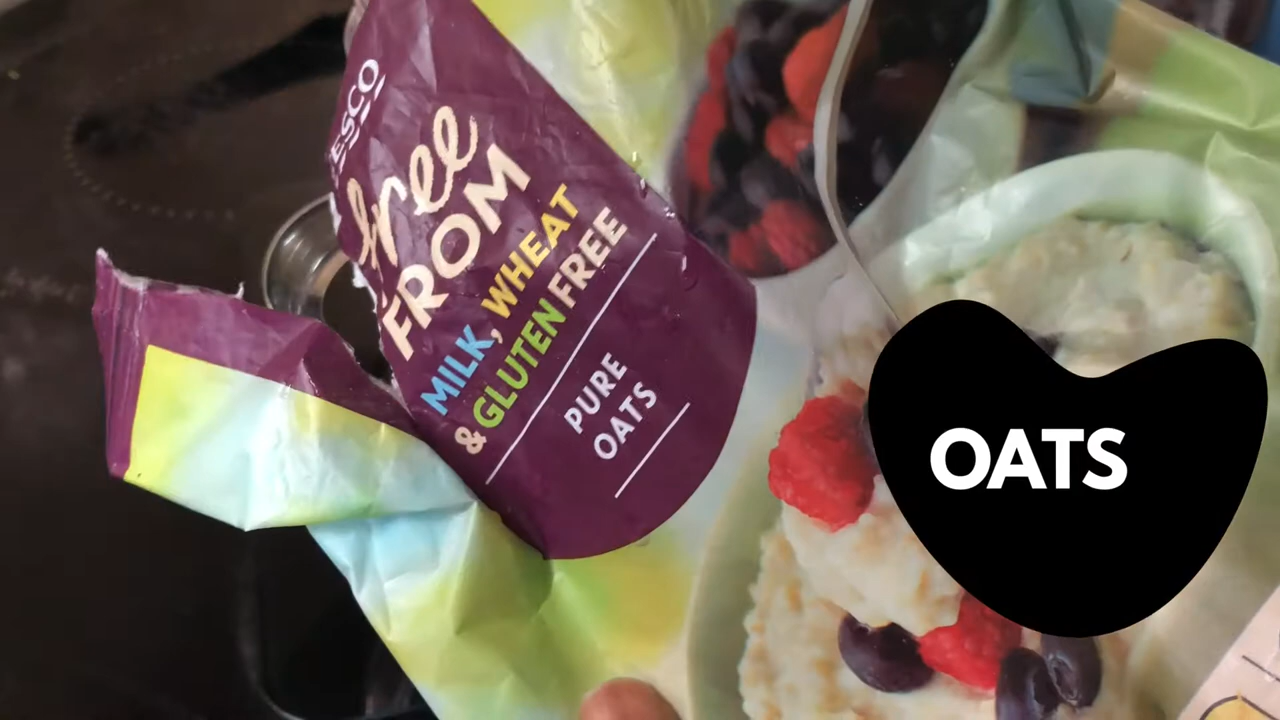 ESCO
free
FROM
MILK, WHEAT
& GLUTEN FREE
PURE
OATS
OATS